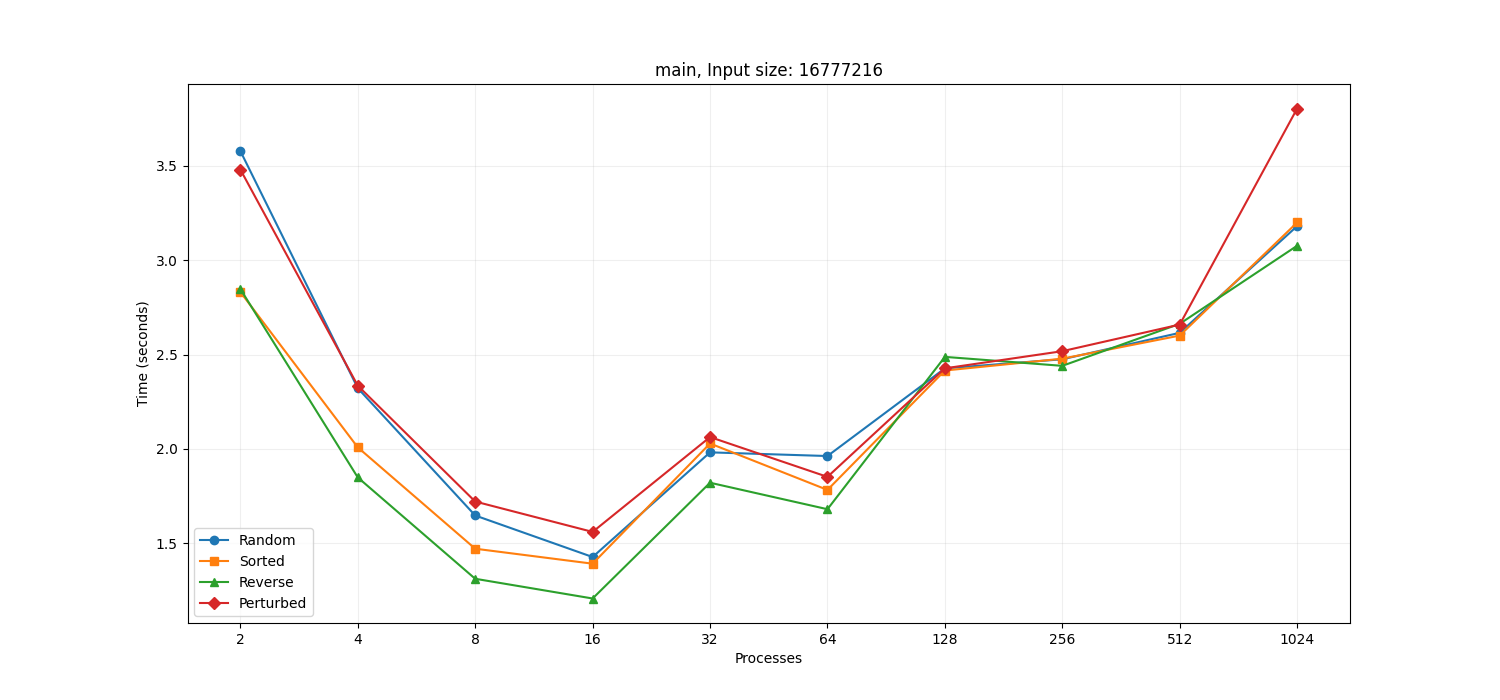 main, Input size: 16777216
Time (seconds)
3.5
3.0
2.5
2.0
1.5
Random
Sorted
Reverse
Perturbed
2 4 8 16 32 64 128 256 512 1024
Processes